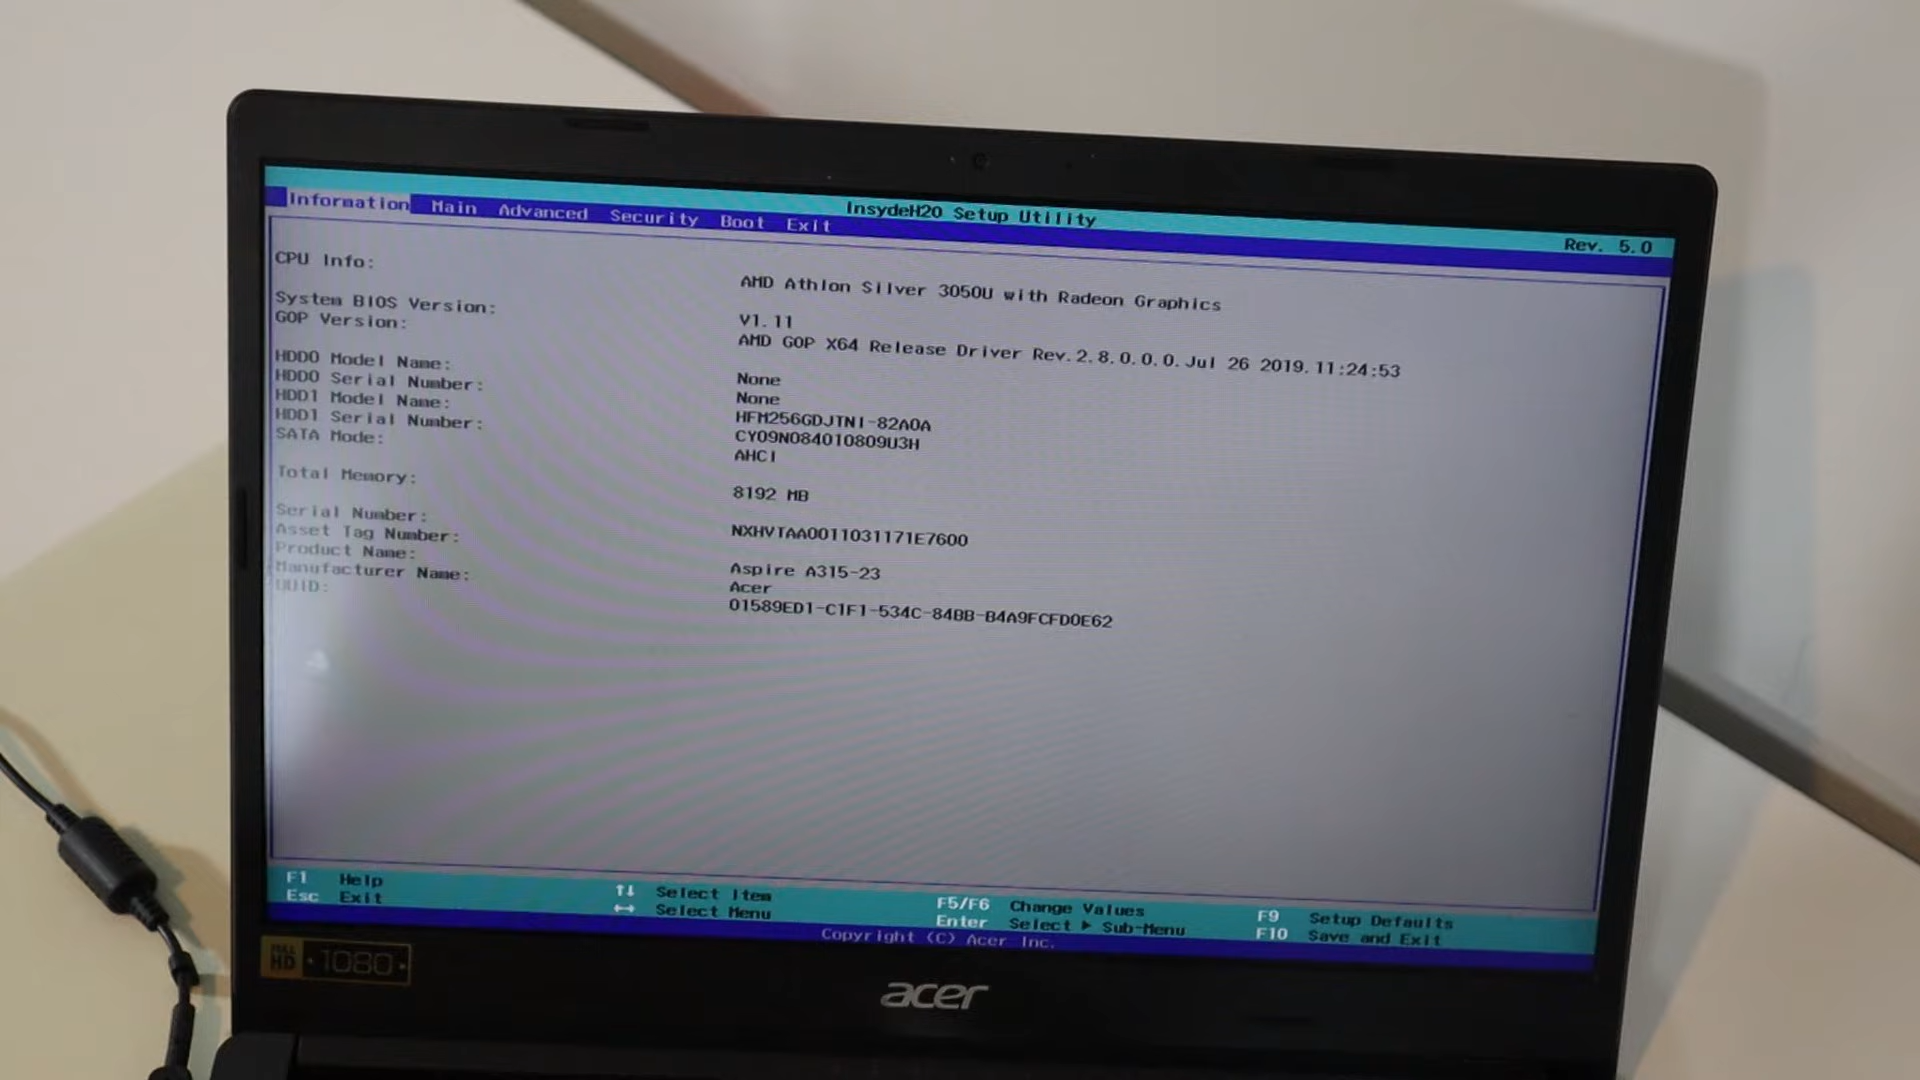 InsydeH20 Setup Utility
Rev. 5.0
Information Main Advanced Security Boot Exit
CPU Info: AMD Athlon Silver 3050U with Radeon Graphics
System BIOS Version: V1.11
GOP Version: AMD GOP X64 Release Driver Rev.2.8.0.0.0.Jul 26 2019.11:24:53
HDD0 Model Name: None
HDD0 Serial Number: None
HDD1 Model Name: HFM256GDJTNI-82A0A
HDD1 Serial Number: CY09N084010809U3H
SATA Mode: AHCI
Total Memory: 8192 MB
Serial Number: NXHVTAA0011031171E7600
Asset Tag Number:
Product Name: Aspire A315-23
Manufacturer Name: Acer
UUID: 01589ED1-C1F1-534C-84BB-B4A9FCFD0E62
F1 Help ↑↓ Select Item F5/F6 Change Values F9 Setup Defaults
Esc Exit ↔ Select Menu Enter Select ▶ Sub-Menu F10 Save and Exit
Copyright (C) Acer Inc.
FULL HD · 1080 ·
acer